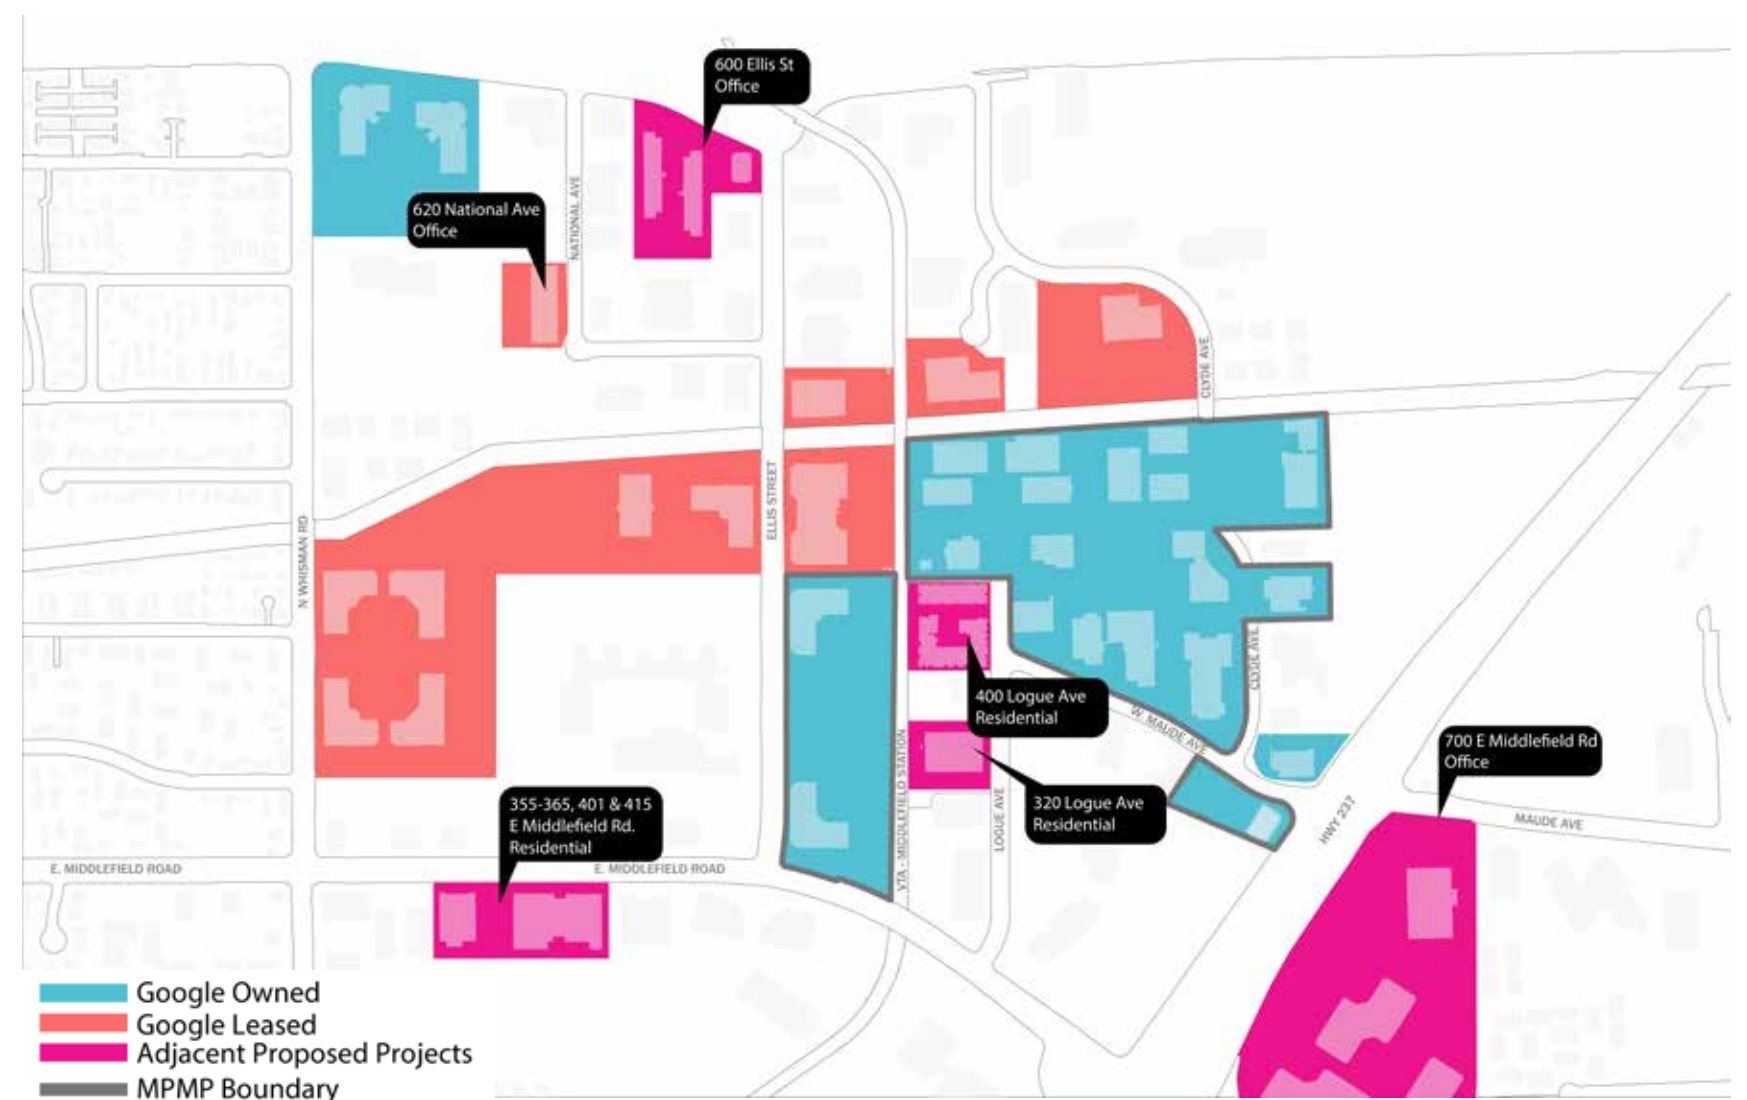 600 Ellis St
Office
620 National Ave
Office
NATIONAL AVE
CLYDE AVE
ELLIS STREET
N WHISMAN RD
CLYDE AVE
400 Logue Ave
Residential
W. MAUDE AVE
700 E Middlefield Rd
Office
VTA - MIDDLEFIELD STATION
355-365, 401 & 415
E Middlefield Rd.
Residential
320 Logue Ave
Residential
LOGUE AVE
HWY 237
MAUDE AVE
E. MIDDLEFIELD ROAD
E. MIDDLEFIELD ROAD
Google Owned
Google Leased
Adjacent Proposed Projects
MPMP Boundary